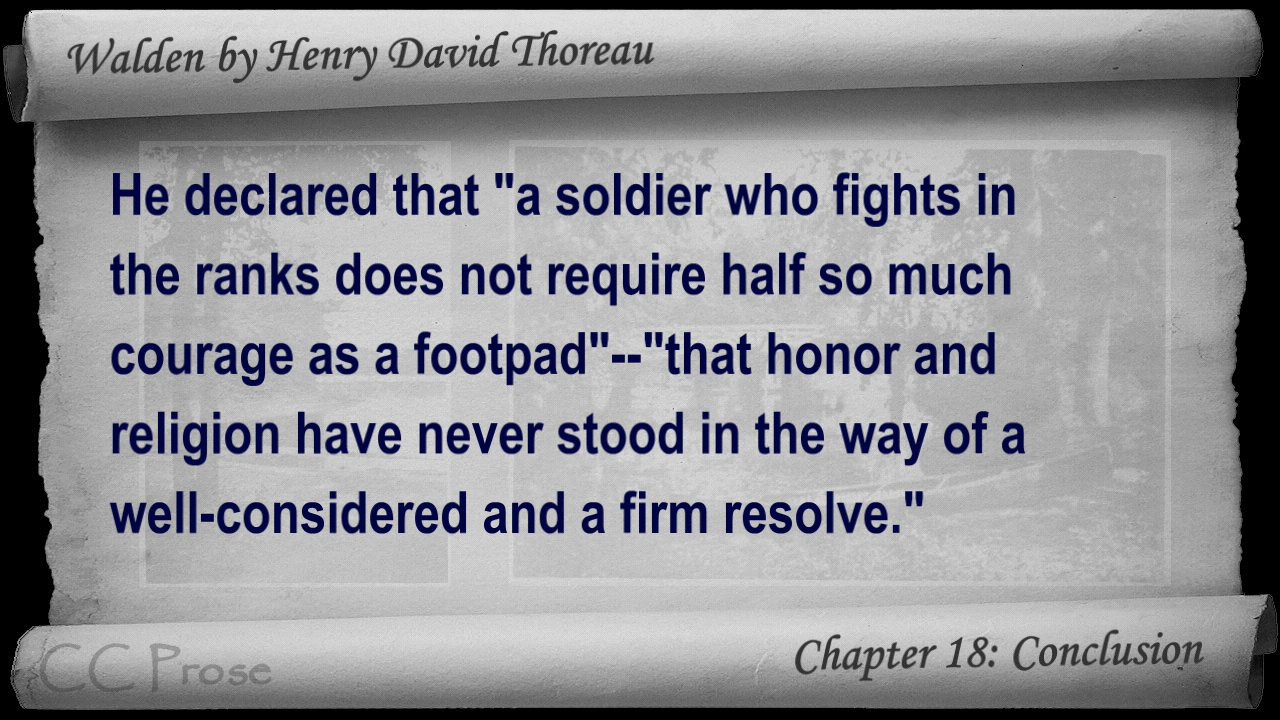 Walden by Henry David Thoreau
He declared that "a soldier who fights in
the ranks does not require half so much
courage as a footpad"--"that honor and
religion have never stood in the way of a
well-considered and a firm resolve."
Chapter 18: Conclusion
CC Prose